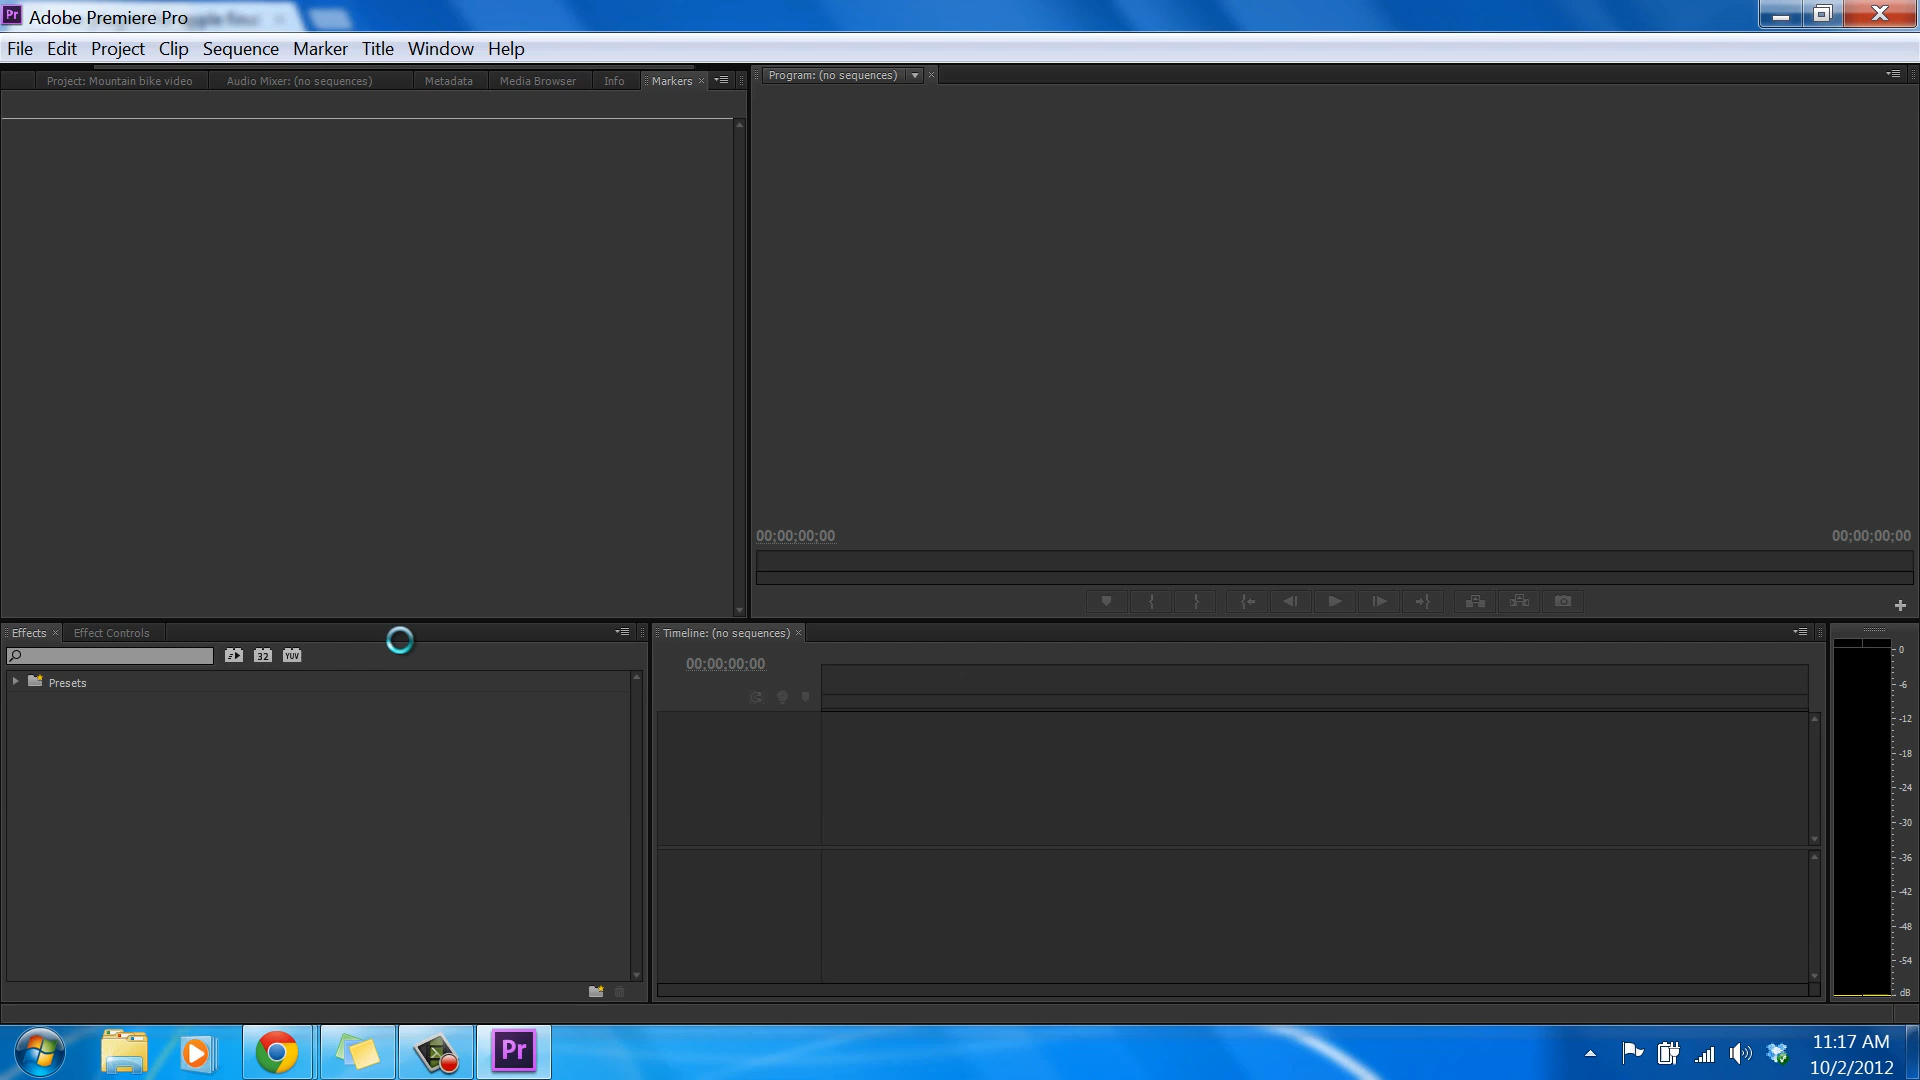 Pr Adobe Premiere Pro
File Edit Project Clip Sequence Marker Title Window Help
Project: Mountain bike video Audio Mixer: (no sequences) Metadata Media Browser Info Markers
Program: (no sequences)
00;00;00;00 00;00;00;00
Effects Effect Controls
32 YUV
Presets
Timeline: (no sequences)
00;00;00;00
0
-6
-12
-18
-24
-30
-36
-42
-48
-54
dB
Pr
11:17 AM
10/2/2012